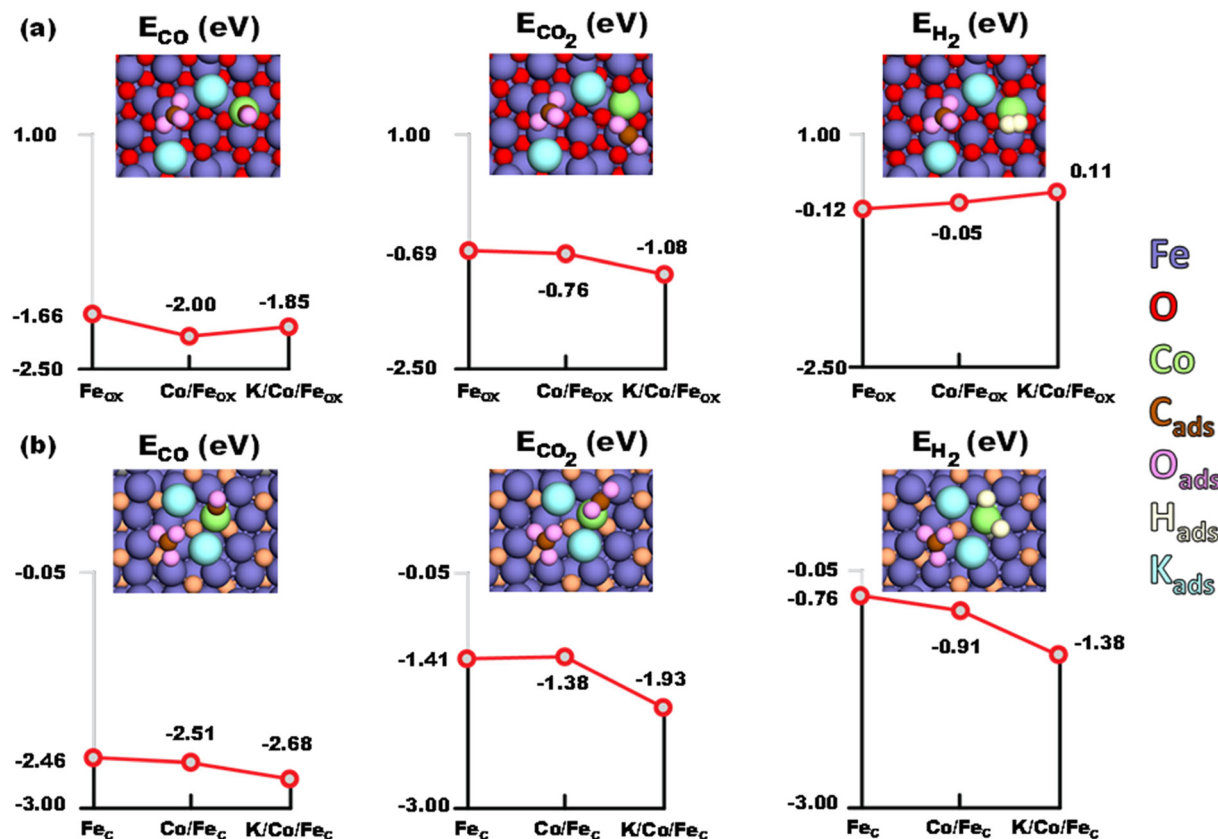 (a)
E_CO (eV)
1.00
-1.66
-2.00
-1.85
-2.50
Fe_OX Co/Fe_OX K/Co/Fe_OX
E_CO₂ (eV)
1.00
-0.69
-0.76
-1.08
-2.50
Fe_OX Co/Fe_OX K/Co/Fe_OX
E_H₂ (eV)
1.00
-0.12
-0.05
0.11
-2.50
Fe_OX Co/Fe_OX K/Co/Fe_OX
(b)
E_CO (eV)
-0.05
-2.46
-2.51
-2.68
-3.00
Fe_C Co/Fe_C K/Co/Fe_C
E_CO₂ (eV)
-0.05
-1.41
-1.38
-1.93
-3.00
Fe_C Co/Fe_C K/Co/Fe_C
E_H₂ (eV)
-0.05
-0.76
-0.91
-1.38
-3.00
Fe_C Co/Fe_C K/Co/Fe_C
Fe
O
Co
C_ads
O_ads
H_ads
K_ads